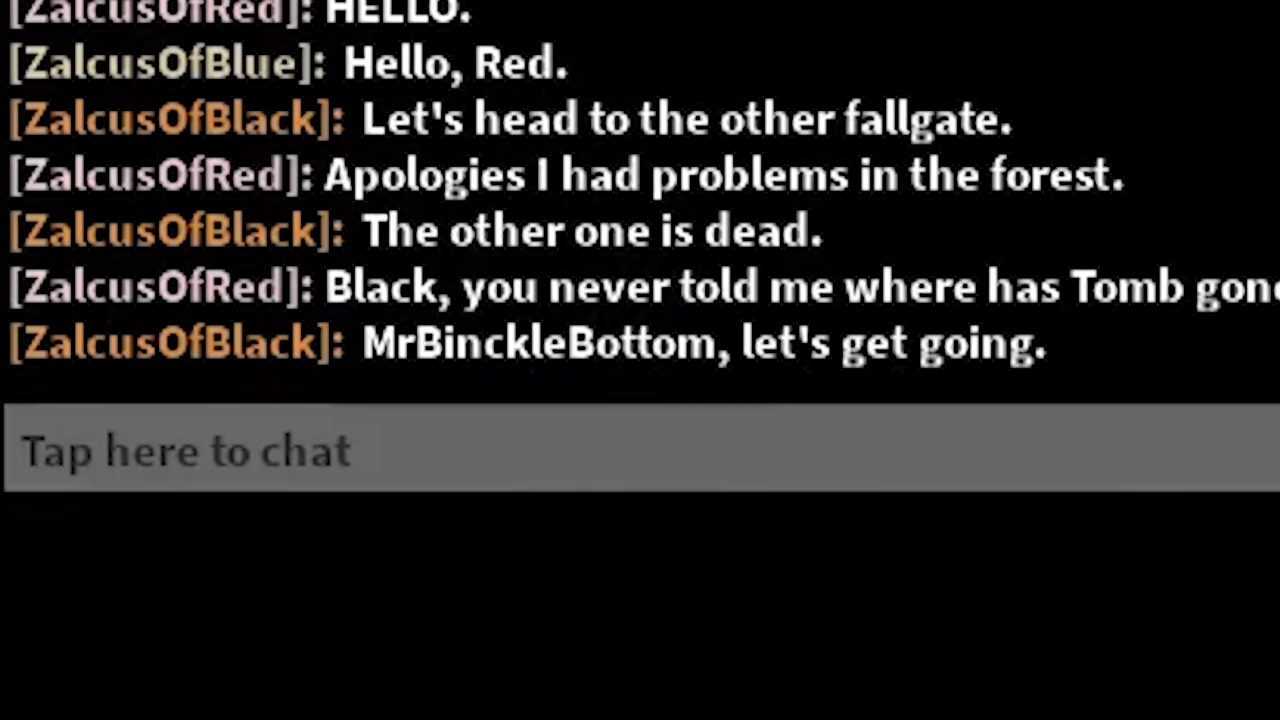 [ZalcusOfRed]: HELLO.
[ZalcusOfBlue]: Hello, Red.
[ZalcusOfBlack]: Let's head to the other fallgate.
[ZalcusOfRed]: Apologies I had problems in the forest.
[ZalcusOfBlack]: The other one is dead.
[ZalcusOfRed]: Black, you never told me where has Tomb gone
[ZalcusOfBlack]: MrBinckleBottom, let's get going.
Tap here to chat